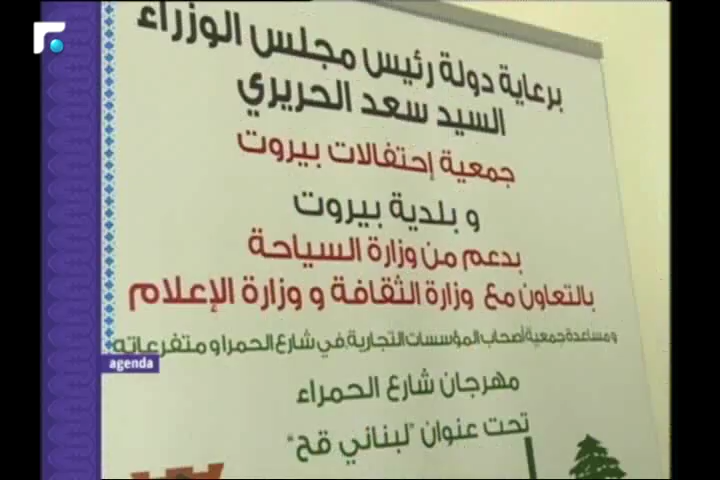 برعاية دولة رئيس مجلس الوزراء
السيد سعد الحريري
جمعية إحتفالات بيروت
و بلدية بيروت
بدعم من وزارة السياحة
بالتعاون مع وزارة الثقافة و وزارة الإعلام
و مساعدة جمعية أصحاب المؤسسات التجارية في شارع الحمرا و متفرعاته
agenda
مهرجان شارع الحمراء
تحت عنوان "لبناني قح"